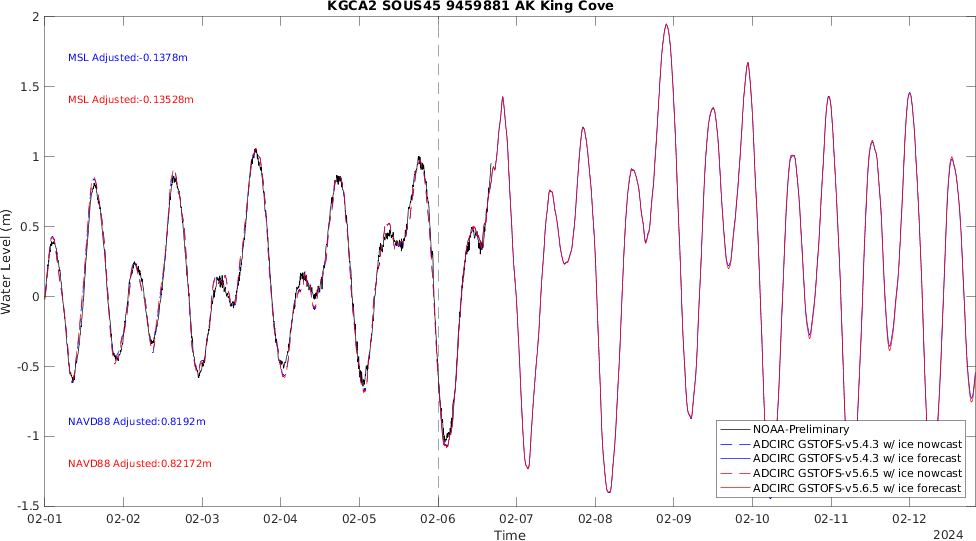 KGCA2 SOUS45 9459881 AK King Cove
2
1.5
1
0.5
0
-0.5
-1
-1.5
Water Level (m)
MSL Adjusted:-0.1378m
MSL Adjusted:-0.13528m
NAVD88 Adjusted:0.8192m
NAVD88 Adjusted:0.82172m
NOAA-Preliminary
ADCIRC GSTOFS-v5.4.3 w/ ice nowcast
ADCIRC GSTOFS-v5.4.3 w/ ice forecast
ADCIRC GSTOFS-v5.6.5 w/ ice nowcast
ADCIRC GSTOFS-v5.6.5 w/ ice forecast
02-01 02-02 02-03 02-04 02-05 02-06 02-07 02-08 02-09 02-10 02-11 02-12
Time
2024